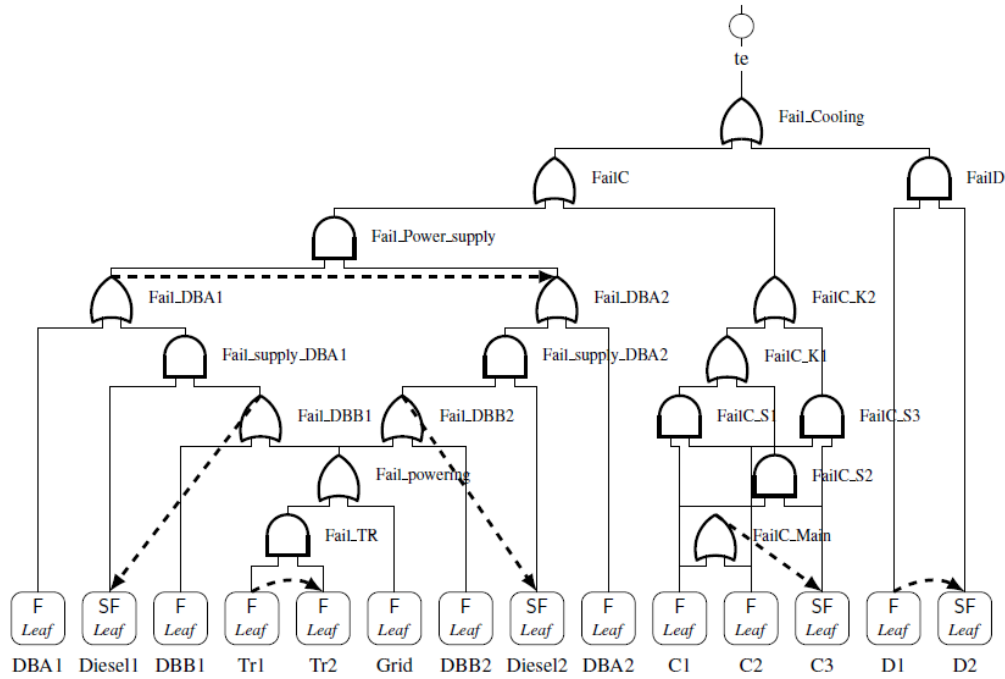 te
Fail_Cooling
FailC
FailD
Fail_Power_supply
Fail_DBA1
Fail_DBA2
FailC_K2
Fail_supply_DBA1
Fail_supply_DBA2
FailC_K1
Fail_DBB1
Fail_DBB2
FailC_S1
FailC_S3
Fail_powering
FailC_S2
Fail_TR
FailC_Main
F SF F F F F F SF F F F SF F SF
Leaf Leaf Leaf Leaf Leaf Leaf Leaf Leaf Leaf Leaf Leaf Leaf Leaf Leaf
DBA1 Diesel1 DBB1 Tr1 Tr2 Grid DBB2 Diesel2 DBA2 C1 C2 C3 D1 D2